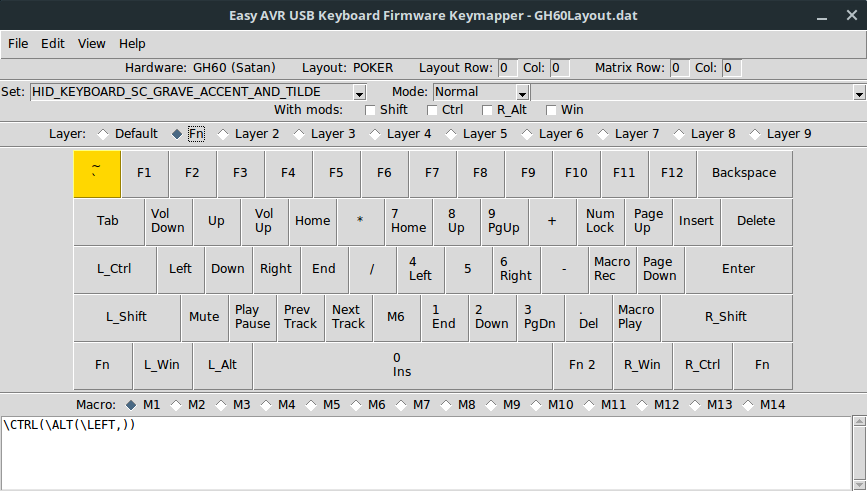 Easy AVR USB Keyboard Firmware Keymapper - GH60Layout.dat
File Edit View Help
Hardware: GH60 (Satan) Layout: POKER Layout Row: 0 Col: 0 Matrix Row: 0 Col: 0
Set: HID_KEYBOARD_SC_GRAVE_ACCENT_AND_TILDE Mode: Normal
With mods: Shift Ctrl R_Alt Win
Layer: Default Fn Layer 2 Layer 3 Layer 4 Layer 5 Layer 6 Layer 7 Layer 8 Layer 9
~
` F1 F2 F3 F4 F5 F6 F7 F8 F9 F10 F11 F12 Backspace
Tab Vol Down Up Vol Up Home * 7 Home 8 Up 9 PgUp + Num Lock Page Up Insert Delete
L_Ctrl Left Down Right End / 4 Left 5 6 Right - Macro Rec Page Down Enter
L_Shift Mute Play Pause Prev Track Next Track M6 1 End 2 Down 3 PgDn . Del Macro Play R_Shift
Fn L_Win L_Alt 0 Ins Fn 2 R_Win R_Ctrl Fn
Macro: M1 M2 M3 M4 M5 M6 M7 M8 M9 M10 M11 M12 M13 M14
\CTRL(\ALT(\LEFT,))